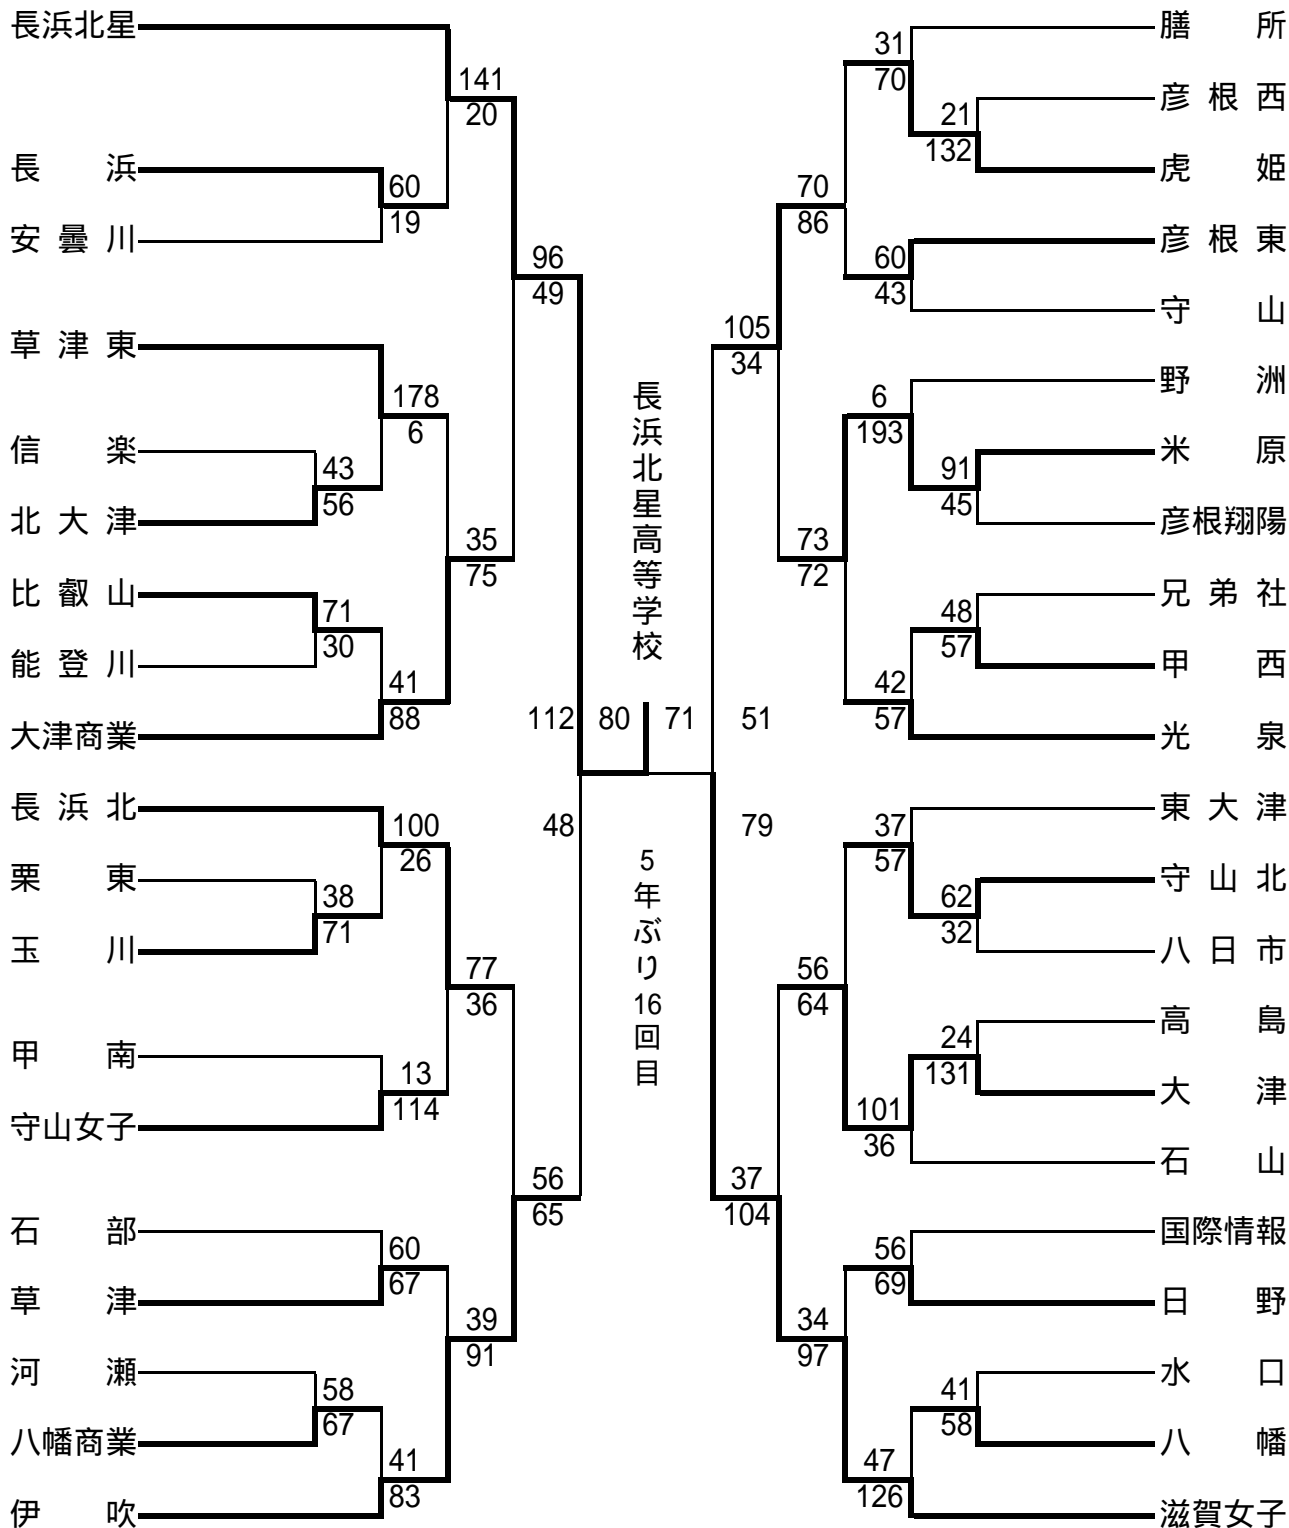 長浜北星
141
20
長浜
60
19
安曇川
96
49
草津東
178
6
信楽
43
56
北大津
35
75
比叡山
71
30
能登川
41
88
大津商業
112
長浜北
100
26
48
栗東
38
71
玉川
77
36
甲南
13
114
守山女子
56
65
石部
60
67
草津
39
91
河瀬
58
67
八幡商業
41
83
伊吹
長浜北星高等学校
80
71
5年ぶり16回目
膳所
31
70
彦根西
21
132
虎姫
70
86
彦根東
60
43
守山
105
34
野洲
6
193
米原
91
45
彦根翔陽
73
72
兄弟社
48
57
甲西
42
57
光泉
51
79
東大津
37
57
守山北
62
32
八日市
56
64
高島
24
131
大津
101
36
石山
37
104
国際情報
56
69
日野
34
97
水口
41
58
八幡
47
126
滋賀女子